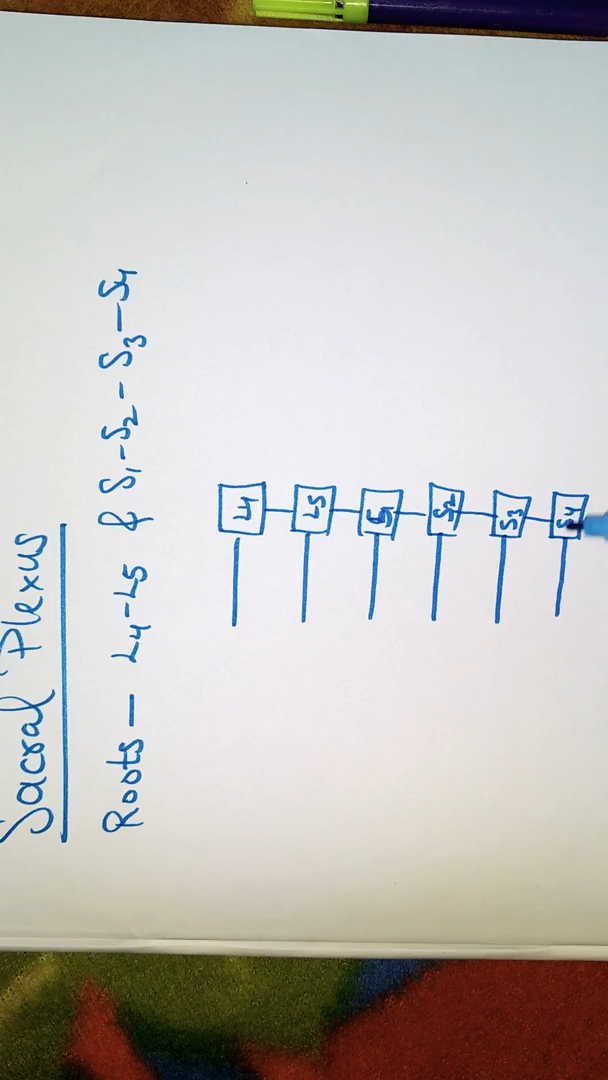 Sacral Plexus
Roots — L4-L5 & S1-S2-S3-S4
L4
L5
S1
S2
S3
S4